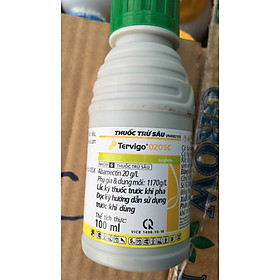 THUỐC TRỪ SÂU
Tervigo® 020SC
THUỐC TRỪ SÂU
Abamectin 20 g/L
Phụ gia & dung môi: 1170g/L
Lắc kỹ thuốc trước khi pha
Đọc kỹ hướng dẫn sử dụng
trước khi dùng
Thể tích thực:
100 ml